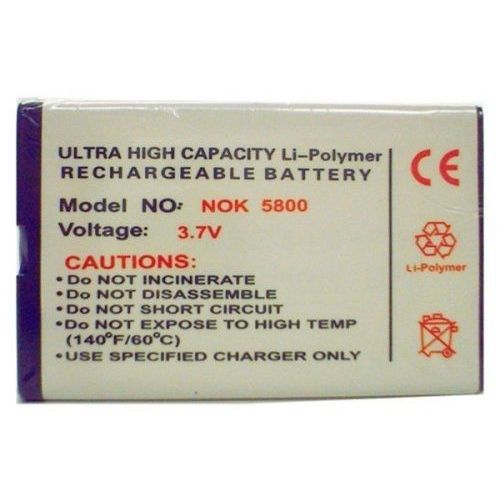 ULTRA HIGH CAPACITY Li-Polymer
RECHARGEABLE BATTERY
Model NO: NOK 5800
Voltage: 3.7V
CAUTIONS:
•Do NOT INCINERATE
•Do NOT DISASSEMBLE
•Do NOT SHORT CIRCUIT
•Do NOT EXPOSE TO HIGH TEMP
(140°F/60°C)
•USE SPECIFIED CHARGER ONLY
CE
Li-Polymer